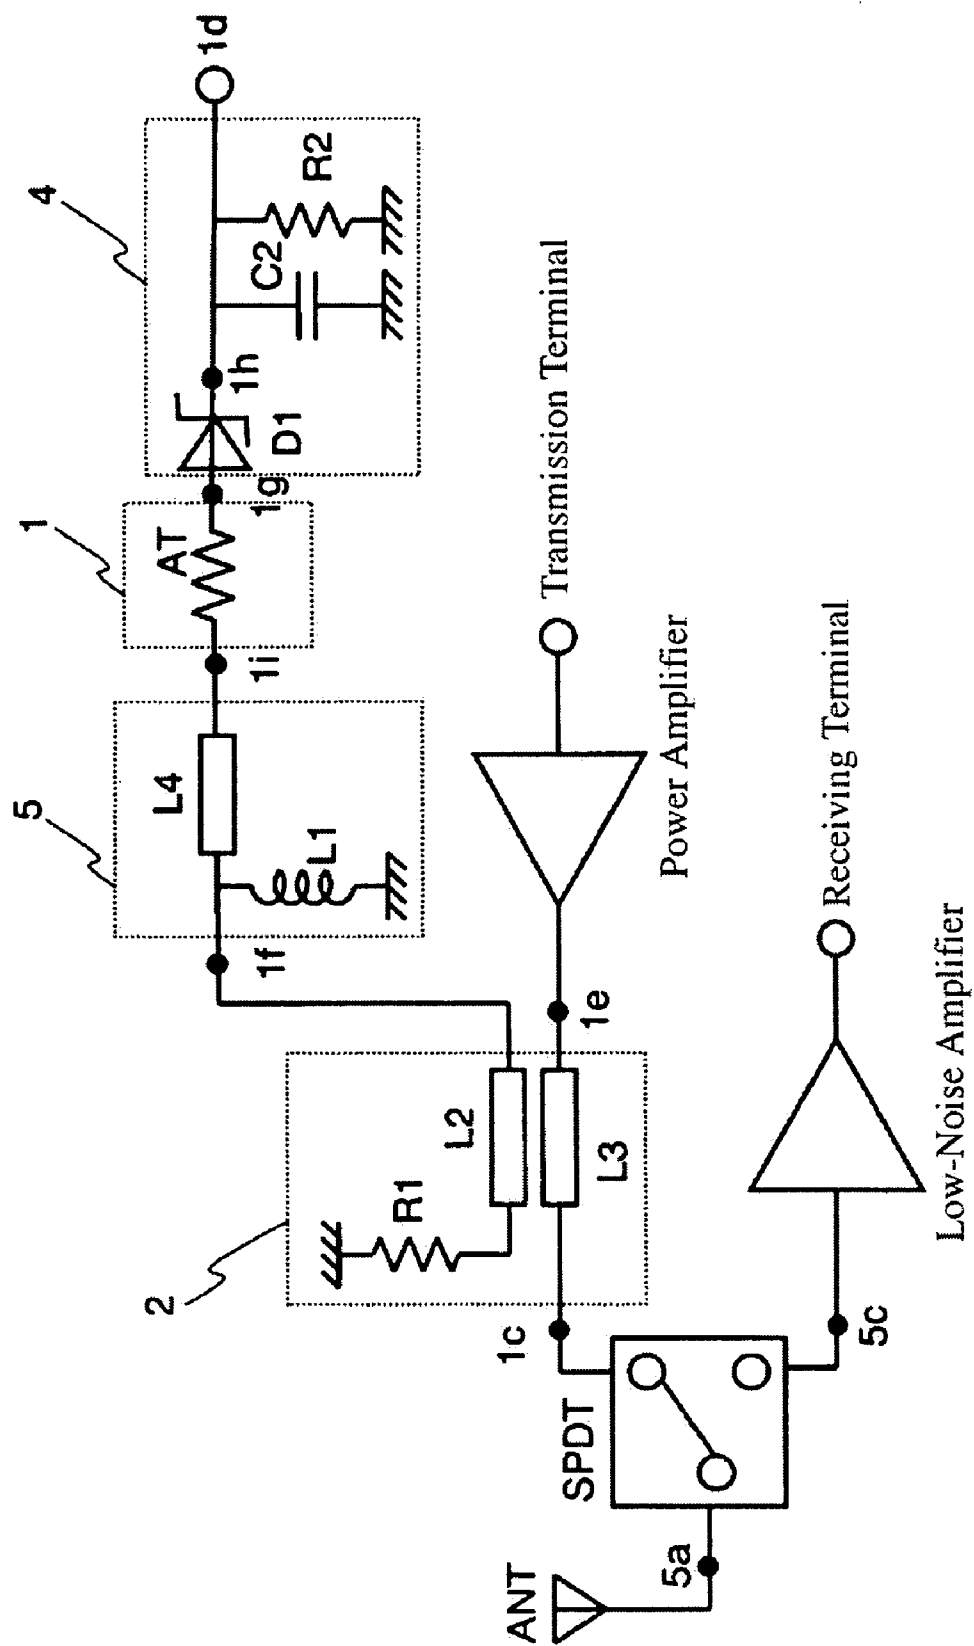 5
1
4
L4
AT
1d
1f
L1
1i
1g
D1
1h
C2
R2
2
R1
L2
L3
1c
1e
Power Amplifier
Transmission Terminal
ANT
5a
SPDT
5c
Low-Noise Amplifier
Receiving Terminal